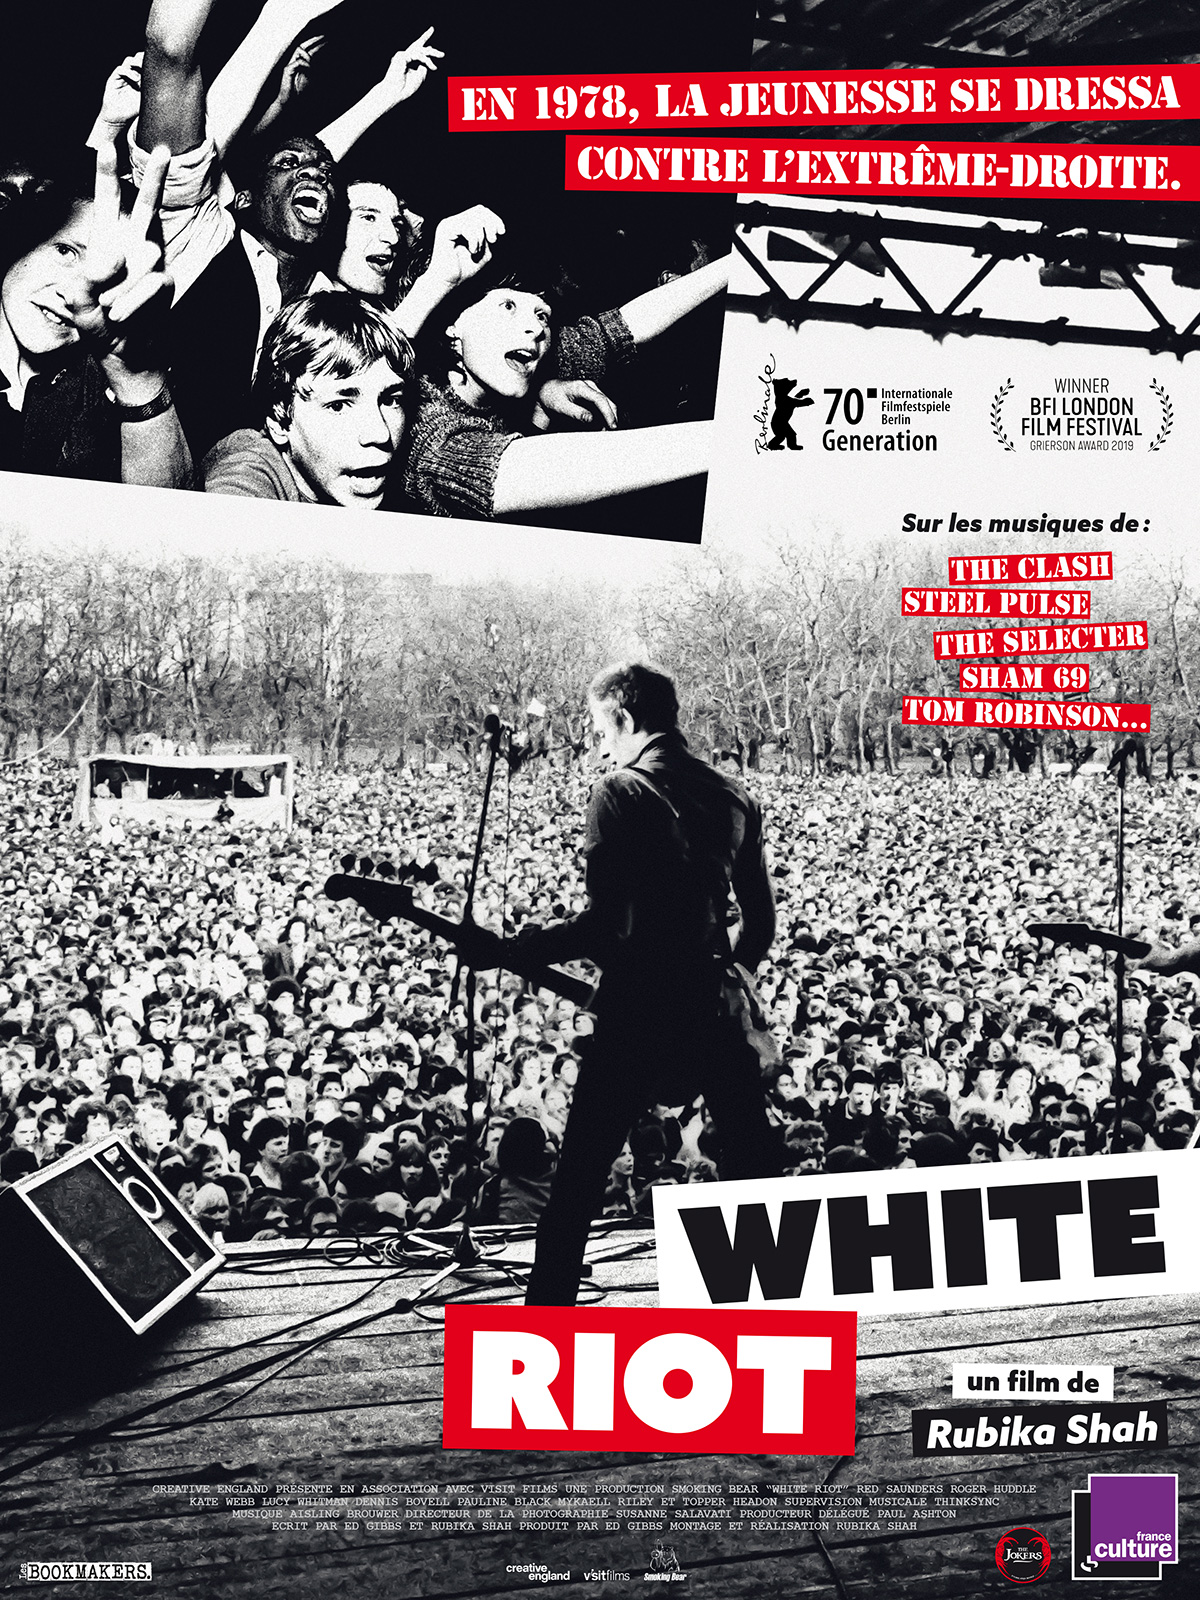 EN 1978, LA JEUNESSE SE DRESSA
CONTRE L'EXTRÊME-DROITE.
Berlinale
70
Internationale
Filmfestspiele
Berlin
Generation
WINNER
BFI LONDON
FILM FESTIVAL
GRIERSON AWARD 2019
Sur les musiques de :
THE CLASH
STEEL PULSE
THE SELECTER
SHAM 69
TOM ROBINSON...
WHITE
RIOT
un film de
Rubika Shah
CREATIVE ENGLAND PRÉSENTE EN ASSOCIATION AVEC VISIT FILMS UNE PRODUCTION SMOKING BEAR "WHITE RIOT" RED SAUNDERS ROGER HUDDLE
KATE WEBB LUCY WHITMAN DENNIS BOVELL PAULINE BLACK MYKAELL RILEY ET TOPPER HEADON SUPERVISION MUSICALE THINKSYNC
MUSIQUE AISLING BROUWER DIRECTEUR DE LA PHOTOGRAPHIE SUSANNE SALAVATI PRODUCTEUR DÉLÉGUÉ PAUL ASHTON
ECRIT PAR ED GIBBS ET RUBIKA SHAH PRODUIT PAR ED GIBBS MONTAGE ET RÉALISATION RUBIKA SHAH
Les BOOKMAKERS.
creative
england
v'sitfilms
Smoking Bear
THE
JOKERS
france
culture